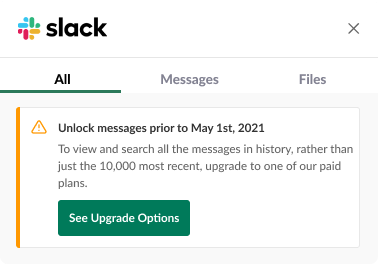 slack
All Messages Files
Unlock messages prior to May 1st, 2021
To view and search all the messages in history, rather than
just the 10,000 most recent, upgrade to one of our paid
plans.
See Upgrade Options